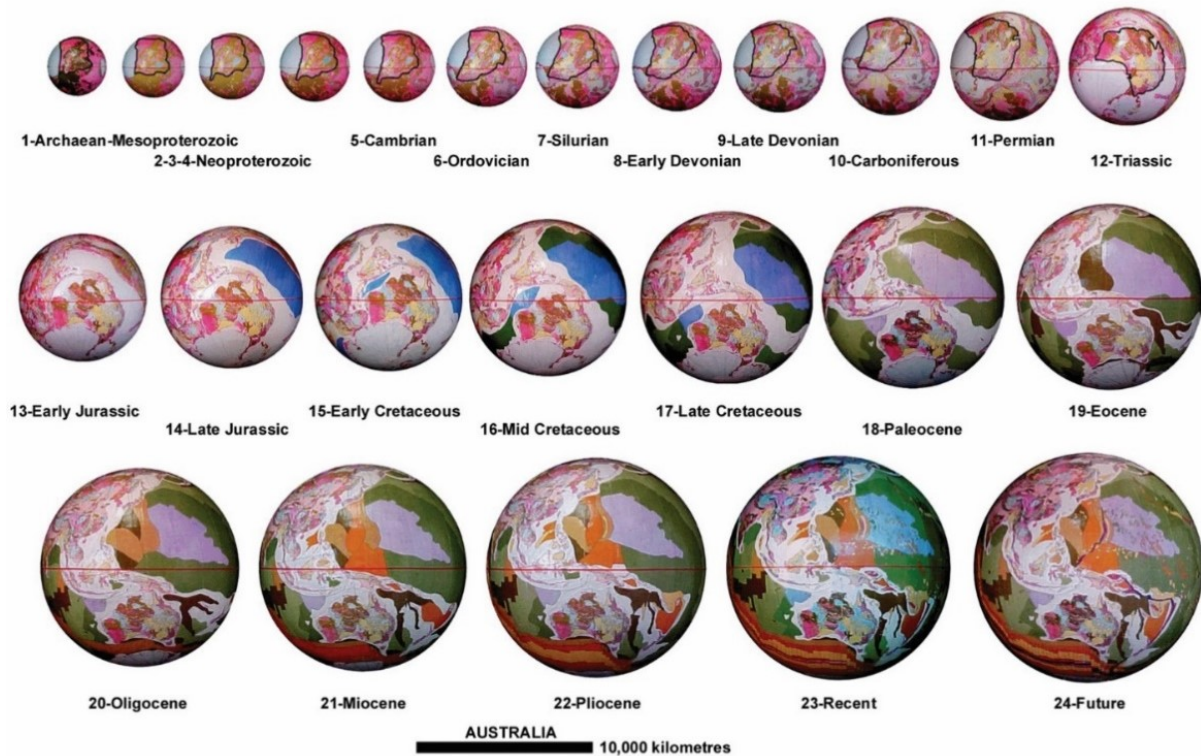 1-Archaean-Mesoproterozoic
2-3-4-Neoproterozoic
5-Cambrian
6-Ordovician
7-Silurian
8-Early Devonian
9-Late Devonian
10-Carboniferous
11-Permian
12-Triassic
13-Early Jurassic
14-Late Jurassic
15-Early Cretaceous
16-Mid Cretaceous
17-Late Cretaceous
18-Paleocene
19-Eocene
20-Oligocene
21-Miocene
22-Pliocene
23-Recent
24-Future
AUSTRALIA
10,000 kilometres